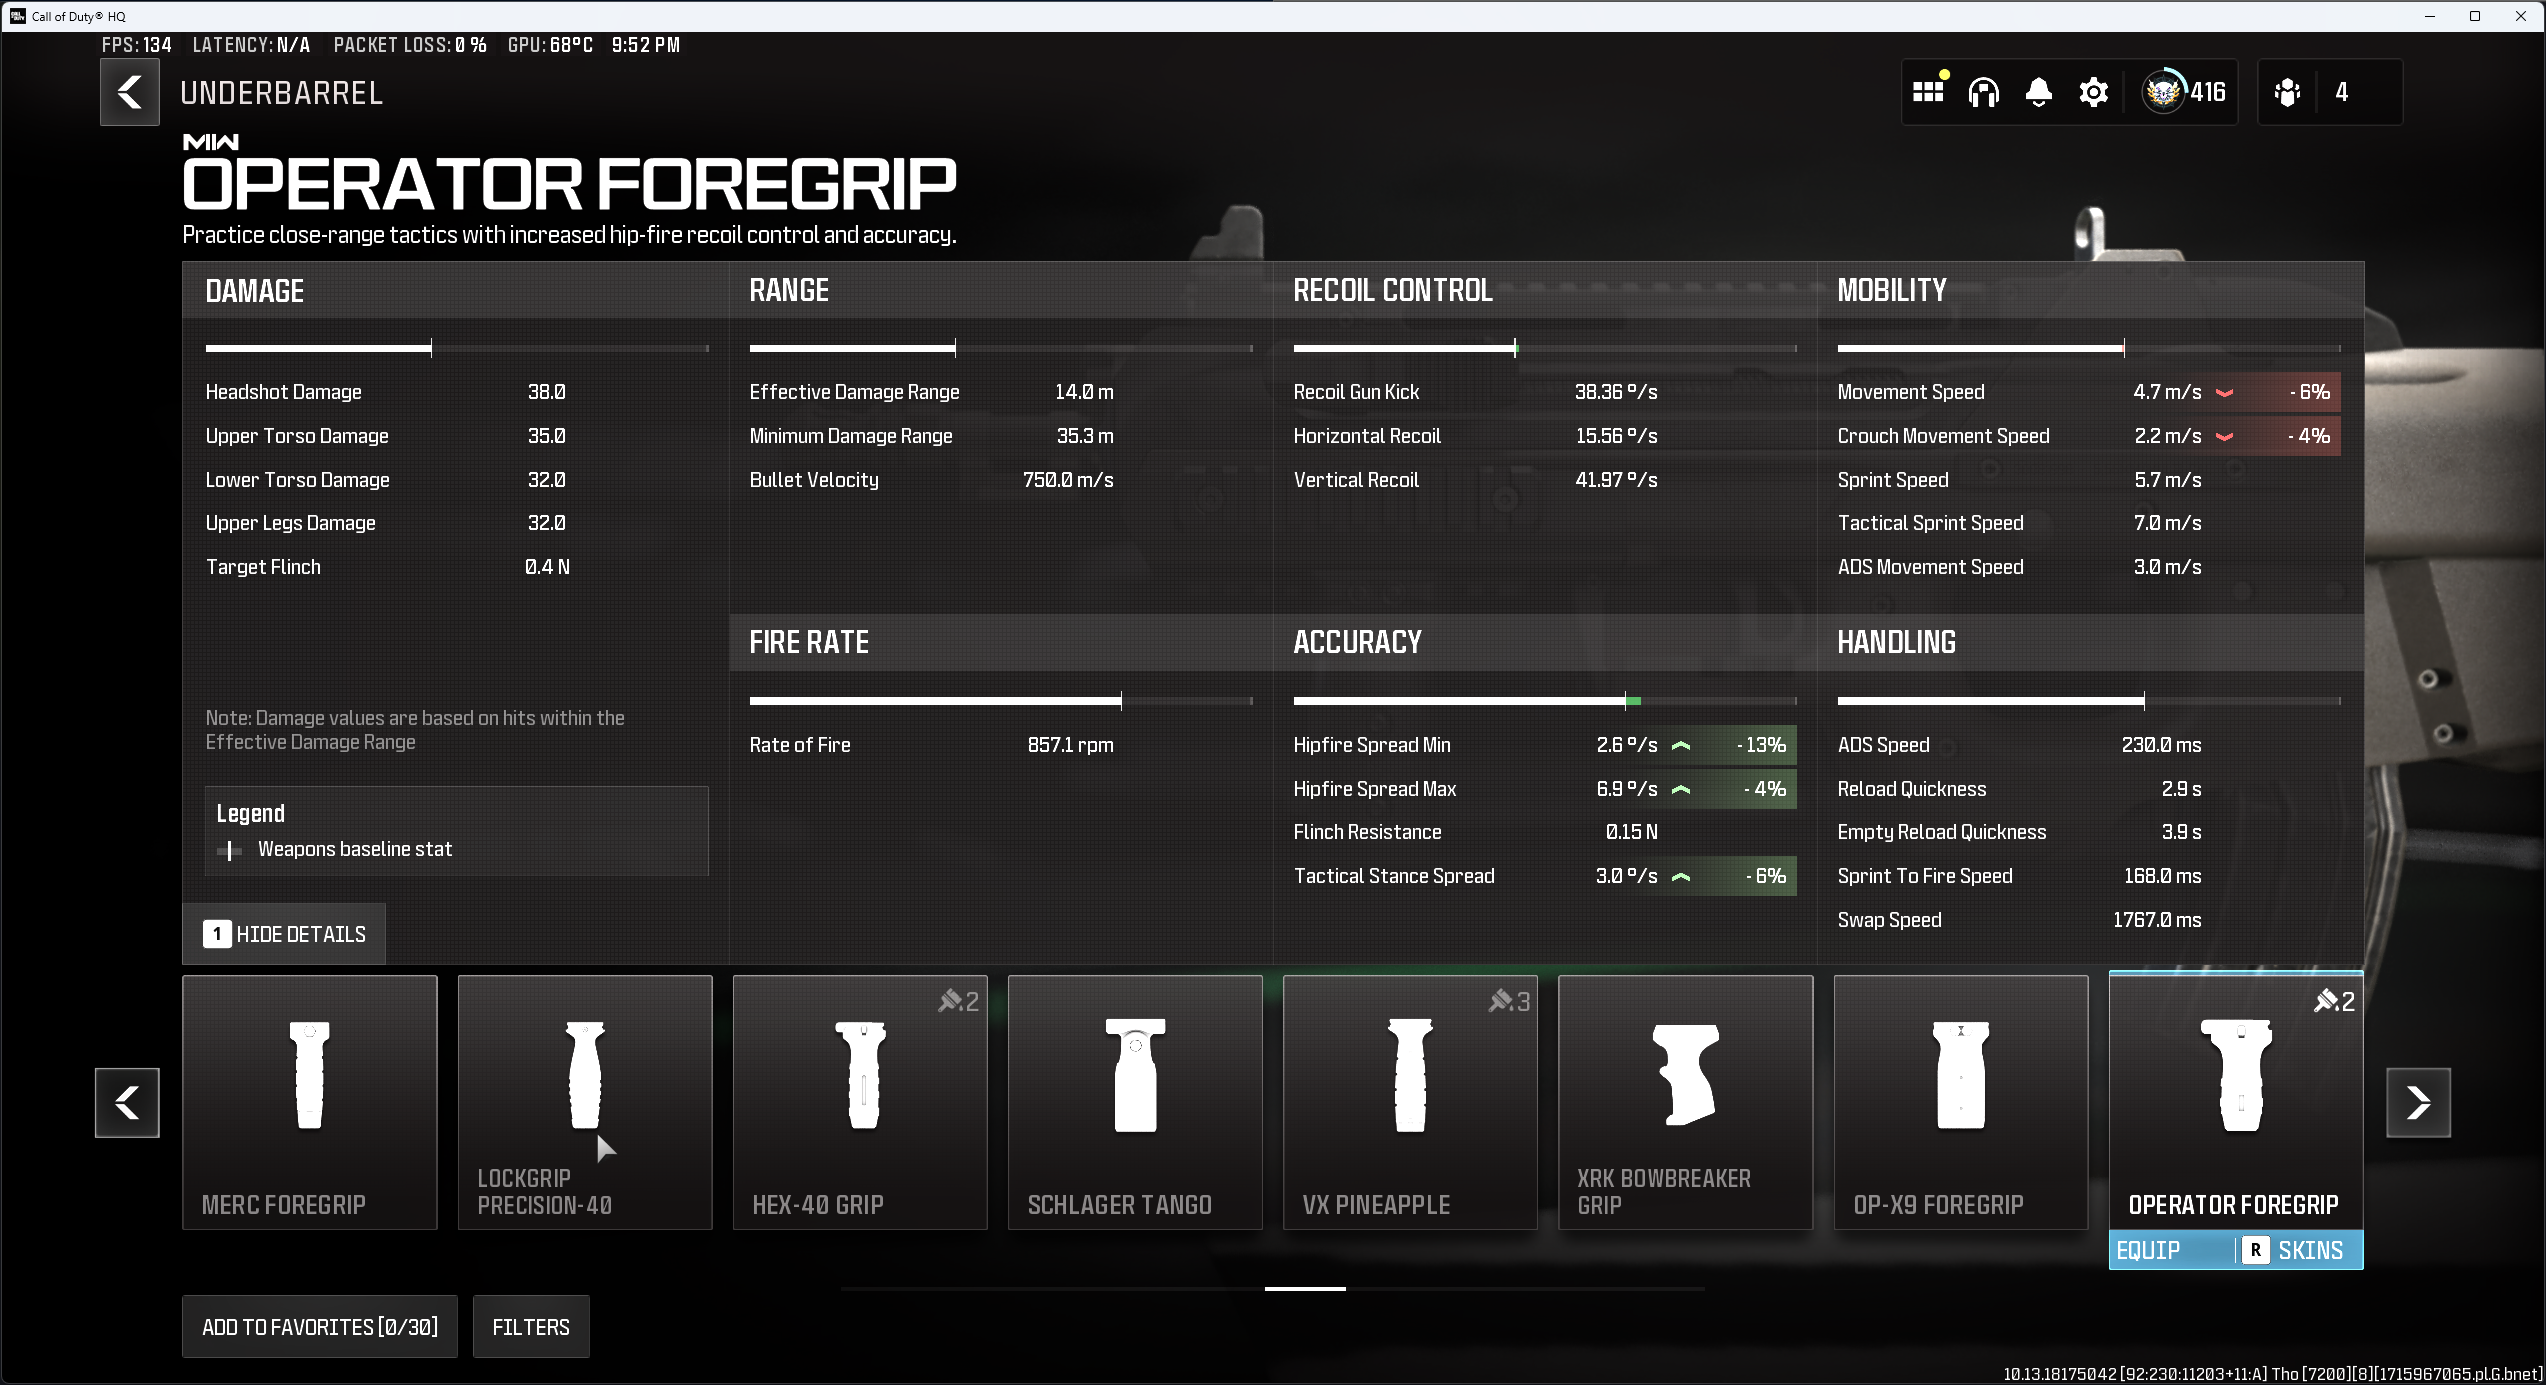 Call of Duty® HQ
FPS: 134 LATENCY: N/A PACKET LOSS: 0 % GPU: 68°C 9:52 PM
UNDERBARREL
416
4
MW
OPERATOR FOREGRIP
Practice close-range tactics with increased hip-fire recoil control and accuracy.
DAMAGE
Headshot Damage 38.0
Upper Torso Damage 35.0
Lower Torso Damage 32.0
Upper Legs Damage 32.0
Target Flinch 0.4 N
Note: Damage values are based on hits within the
Effective Damage Range
Legend
Weapons baseline stat
1 HIDE DETAILS
RANGE
Effective Damage Range 14.0 m
Minimum Damage Range 35.3 m
Bullet Velocity 750.0 m/s
FIRE RATE
Rate of Fire 857.1 rpm
RECOIL CONTROL
Recoil Gun Kick 38.36 º/s
Horizontal Recoil 15.56 º/s
Vertical Recoil 41.97 º/s
ACCURACY
Hipfire Spread Min 2.6 º/s - 13%
Hipfire Spread Max 6.9 º/s - 4%
Flinch Resistance 0.15 N
Tactical Stance Spread 3.0 º/s - 6%
MOBILITY
Movement Speed 4.7 m/s - 6%
Crouch Movement Speed 2.2 m/s - 4%
Sprint Speed 5.7 m/s
Tactical Sprint Speed 7.0 m/s
ADS Movement Speed 3.0 m/s
HANDLING
ADS Speed 230.0 ms
Reload Quickness 2.9 s
Empty Reload Quickness 3.9 s
Sprint To Fire Speed 168.0 ms
Swap Speed 1767.0 ms
MERC FOREGRIP
LOCKGRIP
PRECISION-40
2
HEX-40 GRIP
SCHLAGER TANGO
3
VX PINEAPPLE
XRK BOWBREAKER
GRIP
OP-X9 FOREGRIP
2
OPERATOR FOREGRIP
EQUIP R SKINS
ADD TO FAVORITES [0/30] FILTERS
10.13.18175042 [92:230:11203+11:A] Tho [7200][8][1715967065.pl.G.bnet]